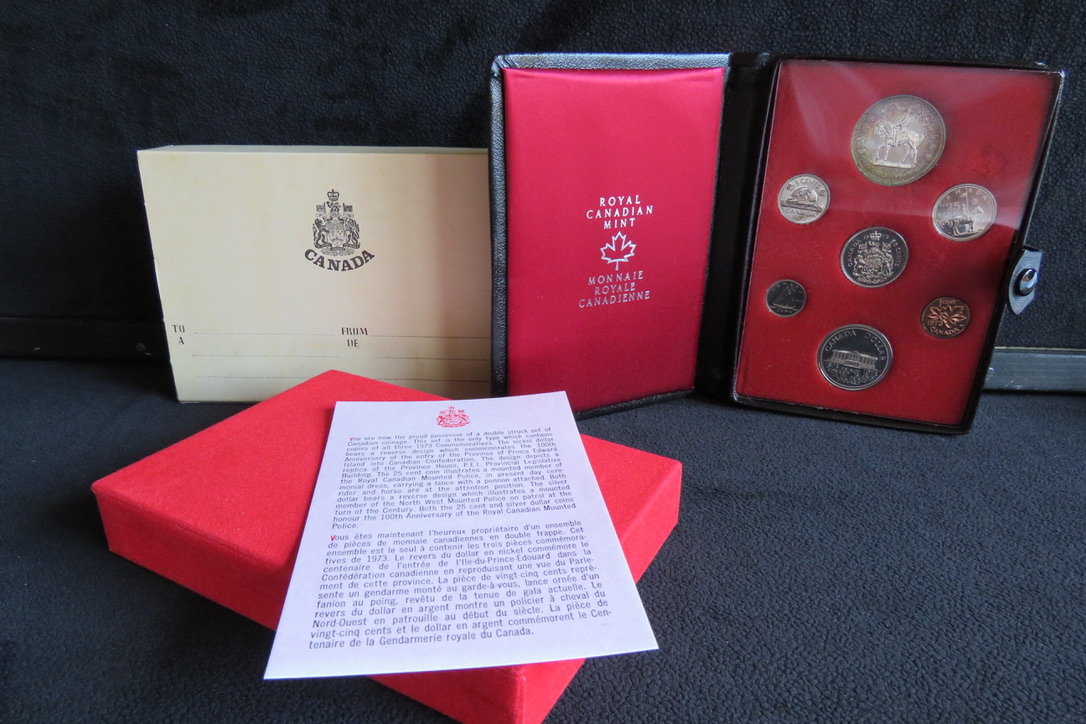 CANADA
TO
A
FROM
DE
ROYAL
CANADIAN
MINT
MONNAIE
ROYALE
CANADIENNE
CANADA
CANADA DOLLAR
You are now the proud possessor of a double struck set of
Canadian coinage. This set is the only type which contains
copies of all three 1973 Commemoratives. The nickel dollar
bears a reverse design which commemorates the 100th
Anniversary of the entry of the Province of Prince Edward
Island into Canadian Confederation. The design depicts a
replica of the Province House, P.E.I. Provincial Legislative
Building. The 25 cent coin illustrates a mounted member of
the Royal Canadian Mounted Police, in present day cere-
monial dress, carrying a lance with a pennon attached. Both
rider and horse are at the attention position. The silver
dollar bears a reverse design which illustrates a mounted
member of the North West Mounted Police on patrol at the
turn of the Century. Both the 25 cent and silver dollar coins
honour the 100th Anniversary of the Royal Canadian Mounted
Police.
Vous êtes maintenant l'heureux propriétaire d'un ensemble
de pièces de monnaie canadiennes en double frappe. Cet
ensemble est le seul à contenir les trois pièces commémora-
tives de 1973. Le revers du dollar en nickel commémore le
centenaire de l'entrée de l'Ile-du-Prince-Edouard dans la
Confédération canadienne en reproduisant une vue du Parle-
ment de cette province. La pièce de vingt-cinq cents repré-
sente un gendarme monté au garde-à-vous, lance ornée d'un
fanion au poing, revêtu de la tenue de gala actuelle. Le
revers du dollar en argent montre un policier à cheval du
Nord-Ouest en patrouille au début du siècle. La pièce de
vingt-cinq cents et le dollar en argent commémorent le Cen-
tenaire de la Gendarmerie royale du Canada.